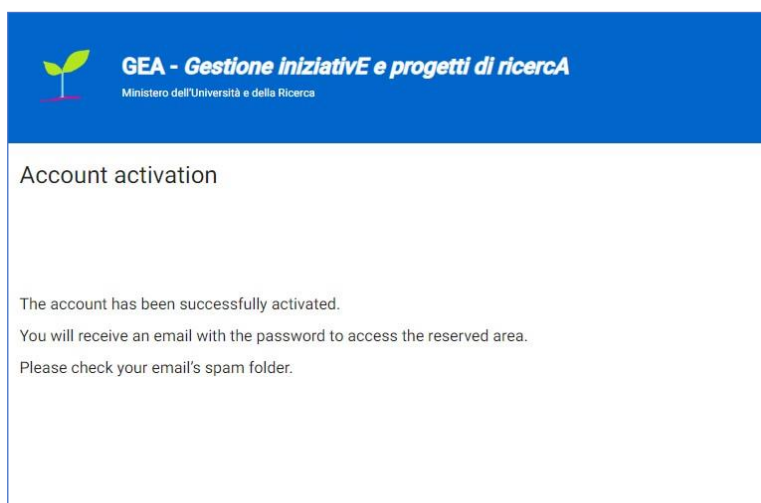 GEA - Gestione iniziativE e progetti di ricercA
Ministero dell'Università e della Ricerca
Account activation
The account has been successfully activated.
You will receive an email with the password to access the reserved area.
Please check your email's spam folder.